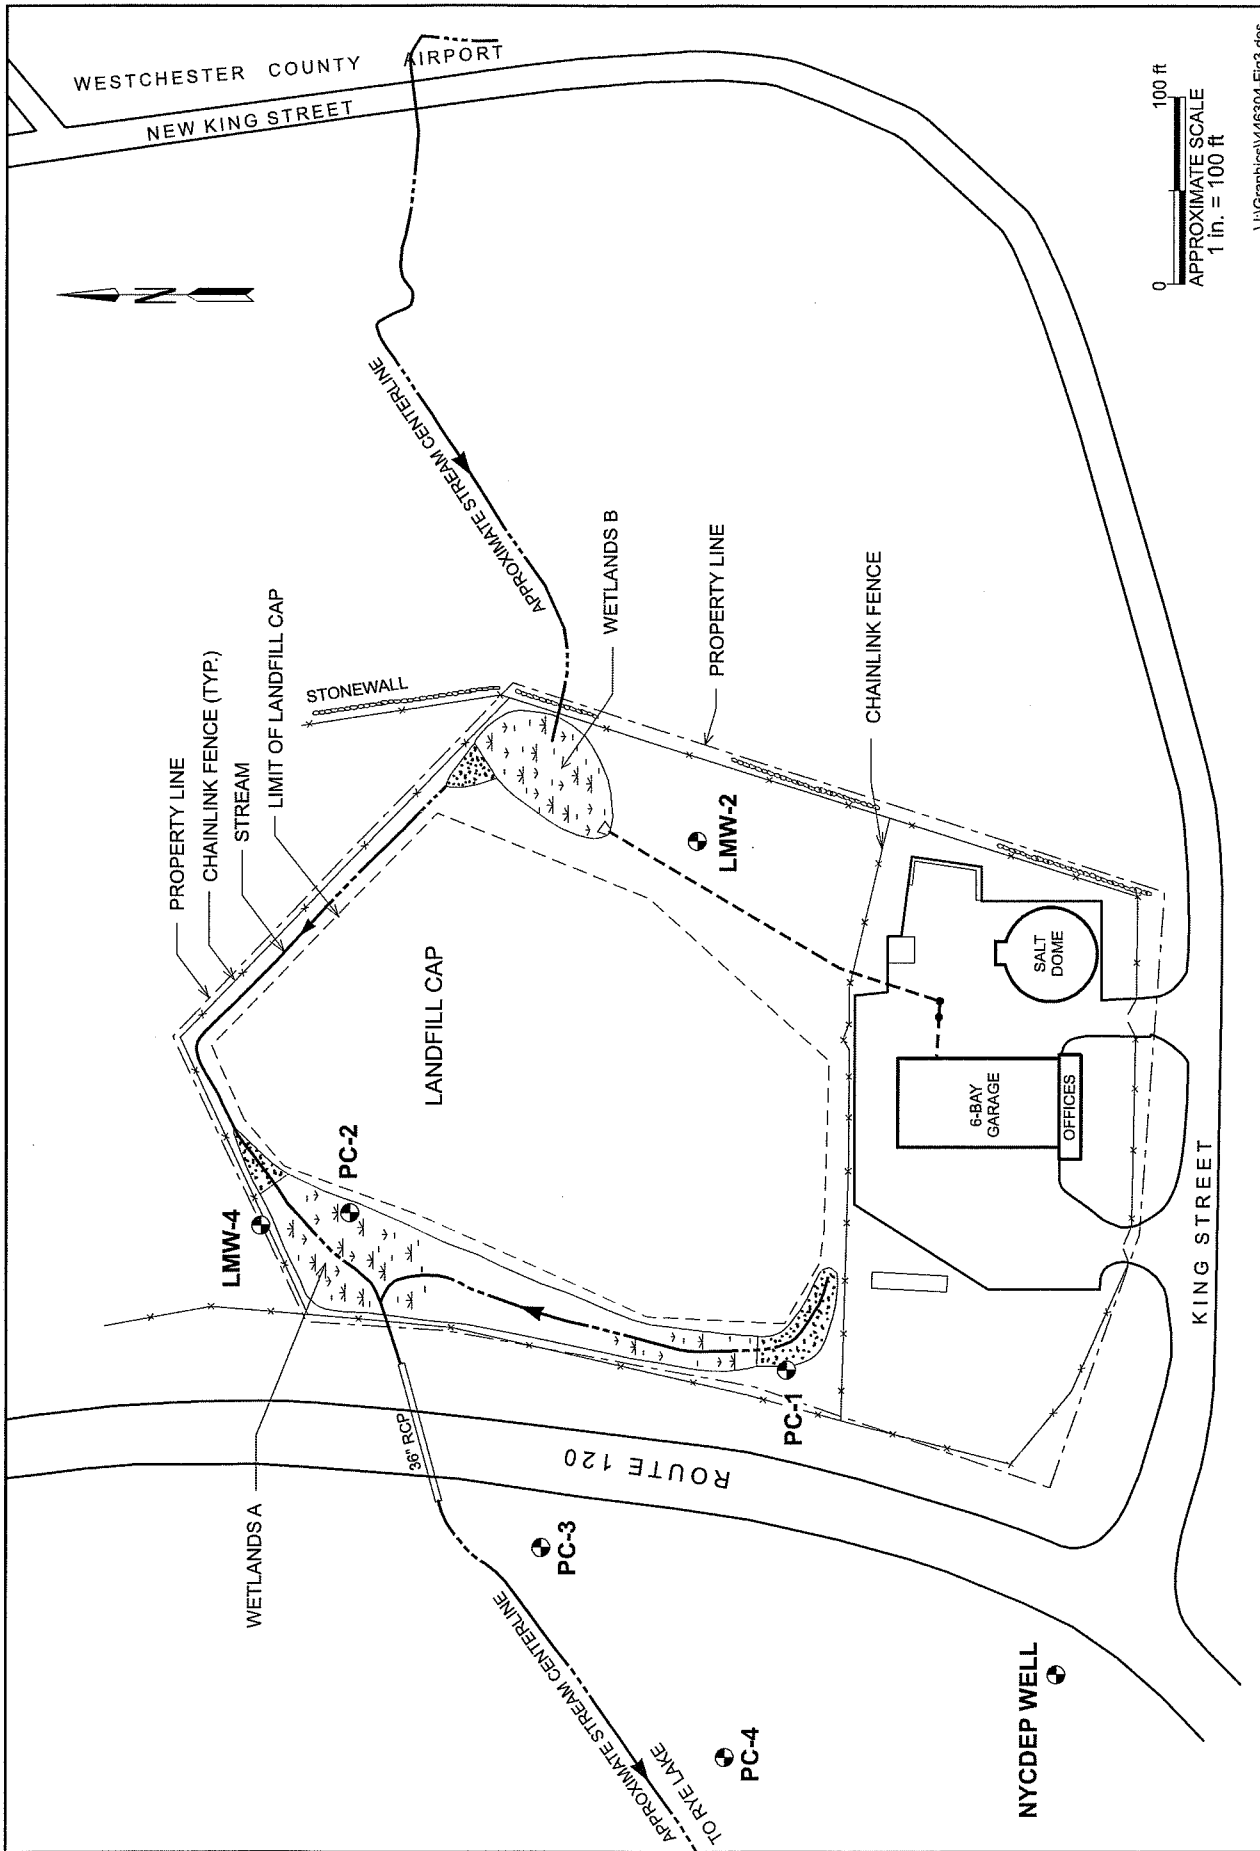 WESTCHESTER COUNTY AIRPORT
NEW KING STREET
N
APPROXIMATE STREAM CENTERLINE
0
100 ft
APPROXIMATE SCALE
1 in. = 100 ft
PROPERTY LINE
CHAINLINK FENCE (TYP.)
STREAM
LIMIT OF LANDFILL CAP
STONEWALL
WETLANDS B
PROPERTY LINE
CHAINLINK FENCE
LMW-2
LANDFILL CAP
SALT
DOME
6-BAY
GARAGE
OFFICES
LMW-4
PC-2
PC-1
WETLANDS A
36" RCP
ROUTE 120
KING STREET
PC-3
APPROXIMATE STREAM CENTERLINE
TO RYE LAKE
PC-4
NYCDEP WELL